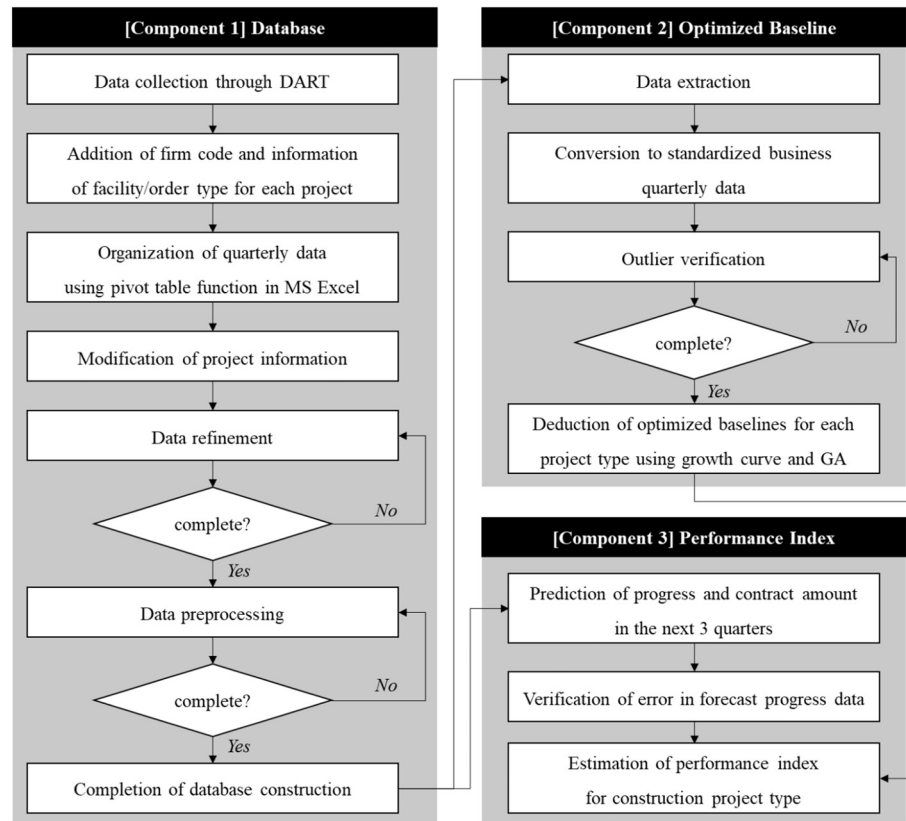 [Component 1] Database
Data collection through DART
Addition of firm code and information
of facility/order type for each project
Organization of quarterly data
using pivot table function in MS Excel
Modification of project information
Data refinement
complete?
No
Yes
Data preprocessing
complete?
No
Yes
Completion of database construction
[Component 2] Optimized Baseline
Data extraction
Conversion to standardized business
quarterly data
Outlier verification
complete?
No
Yes
Deduction of optimized baselines for each
project type using growth curve and GA
[Component 3] Performance Index
Prediction of progress and contract amount
in the next 3 quarters
Verification of error in forecast progress data
Estimation of performance index
for construction project type